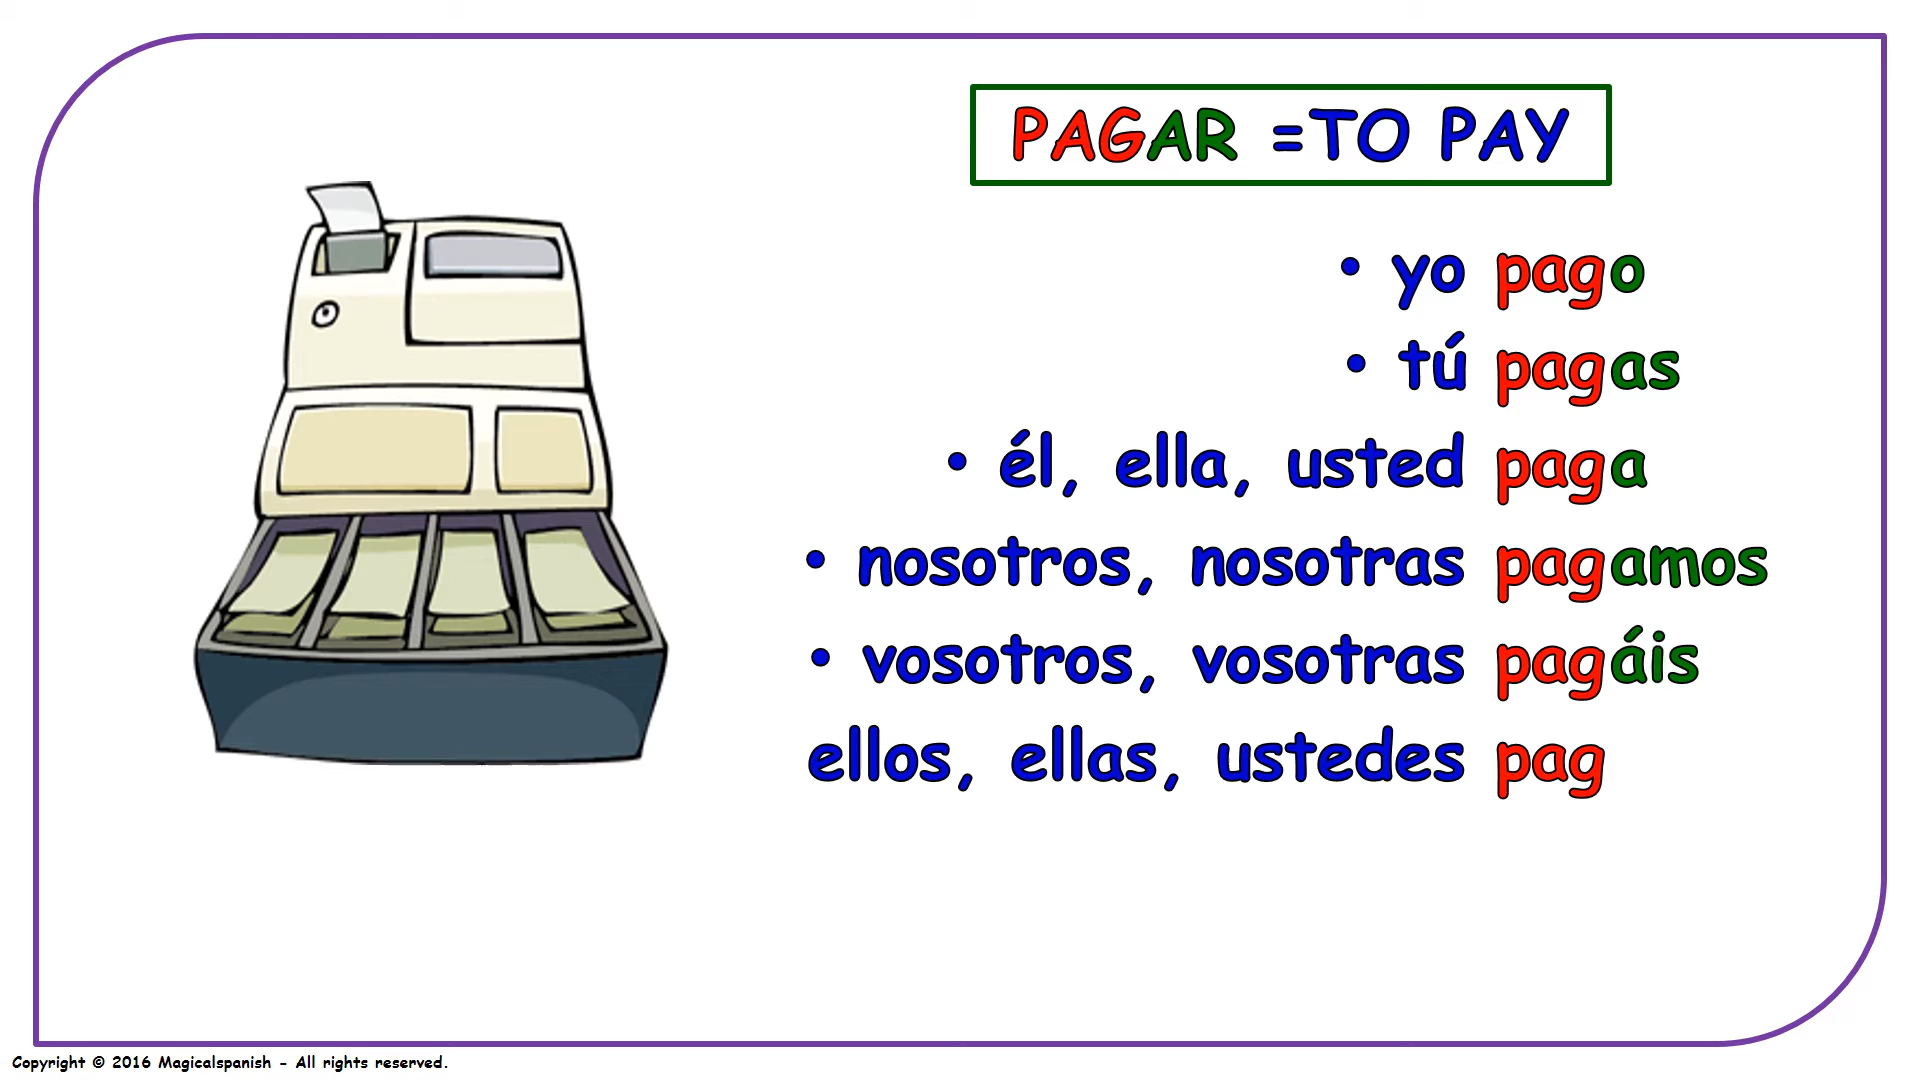 PAGAR =TO PAY
• yo pago
• tú pagas
• él, ella, usted paga
• nosotros, nosotras pagamos
• vosotros, vosotras pagáis
ellos, ellas, ustedes pag
Copyright © 2016 Magicalspanish - All rights reserved.